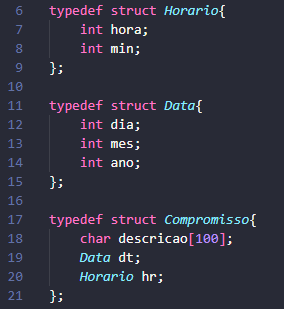 6 typedef struct Horario{
7 int hora;
8 int min;
9 };
10
11 typedef struct Data{
12 int dia;
13 int mes;
14 int ano;
15 };
16
17 typedef struct Compromisso{
18 char descricao[100];
19 Data dt;
20 Horario hr;
21 };